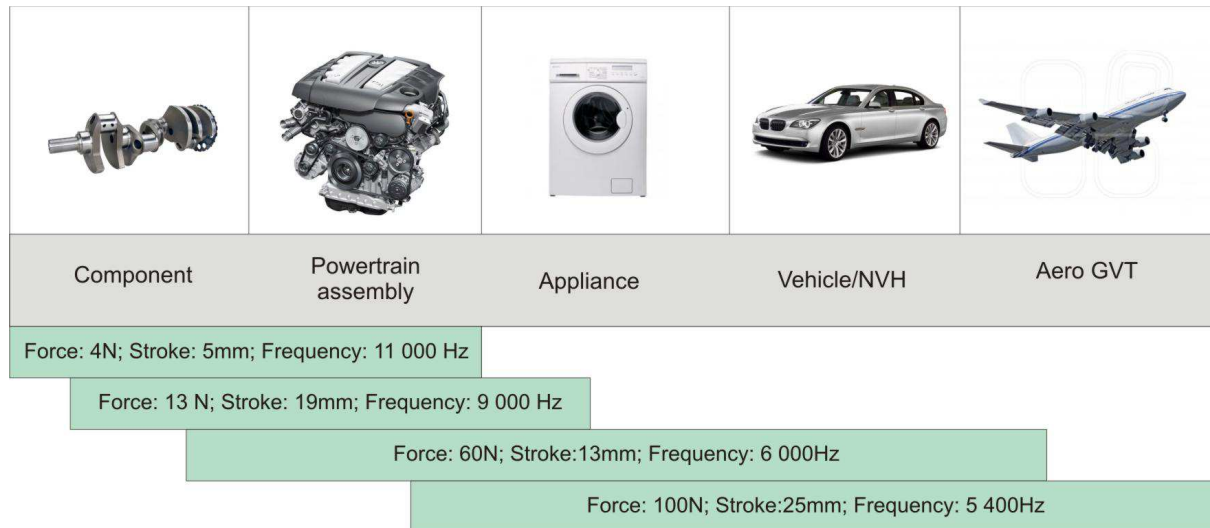 Component
Powertrain
assembly
Appliance
Vehicle/NVH
Aero GVT
Force: 4N; Stroke: 5mm; Frequency: 11 000 Hz
Force: 13 N; Stroke: 19mm; Frequency: 9 000 Hz
Force: 60N; Stroke:13mm; Frequency: 6 000Hz
Force: 100N; Stroke:25mm; Frequency: 5 400Hz